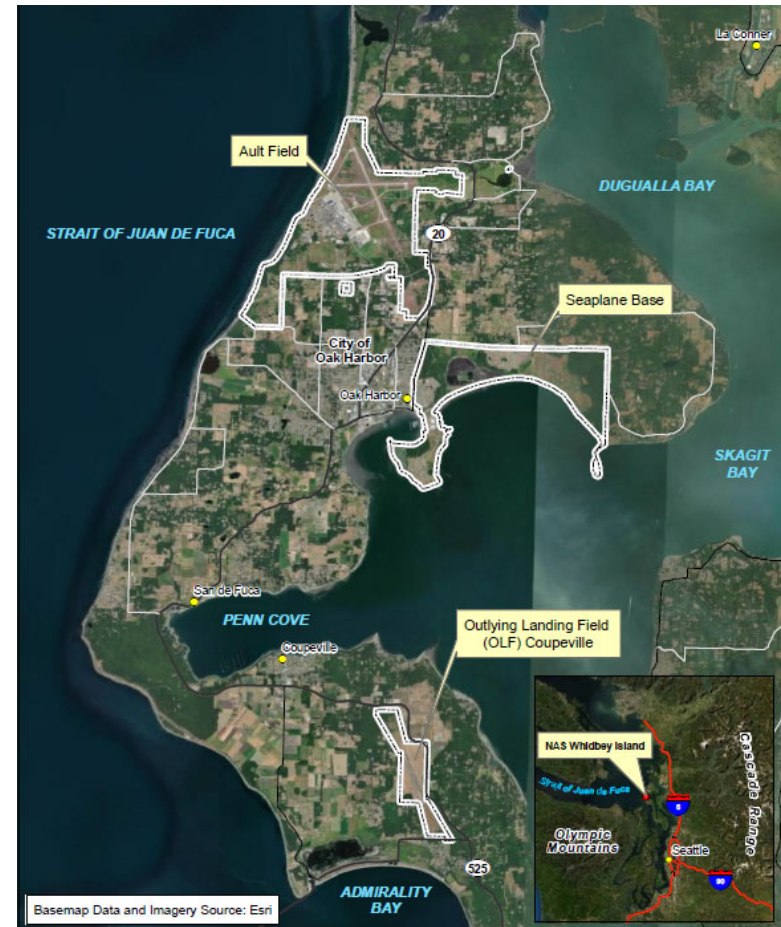 La Conner
Ault Field
DUGUALLA BAY
STRAIT OF JUAN DE FUCA
20
Seaplane Base
City of
Oak Harbor
Oak Harbor
SKAGIT
BAY
San de Fuca
PENN COVE
Outlying Landing Field
(OLF) Coupeville
Coupeville
NAS Whidbey Island
Strait of Juan de Fuca
Cascade Range
5
Olympic
Mountains
Seattle
90
525
ADMIRALITY
BAY
Basemap Data and Imagery Source: Esri